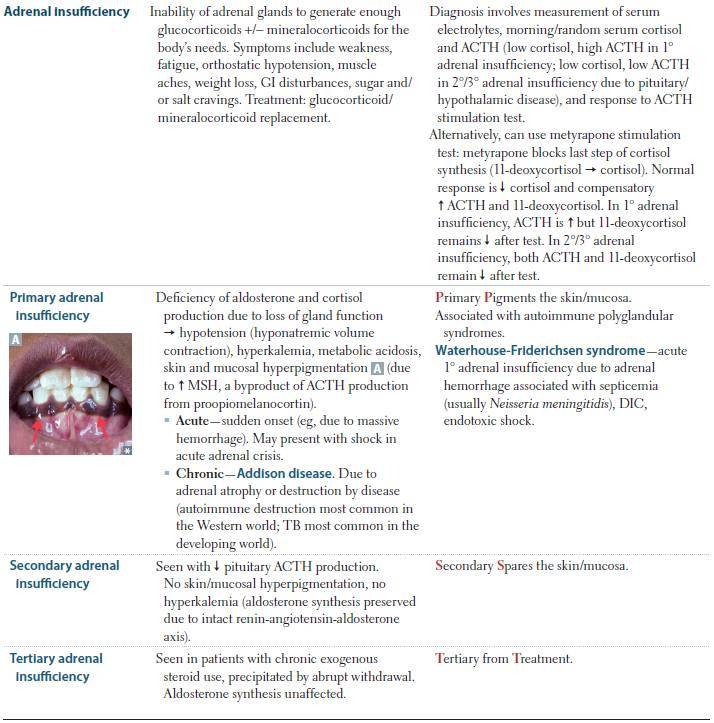 Adrenal insufficiency
Inability of adrenal glands to generate enough
glucocorticoids +/− mineralocorticoids for the
body's needs. Symptoms include weakness,
fatigue, orthostatic hypotension, muscle
aches, weight loss, GI disturbances, sugar and/
or salt cravings. Treatment: glucocorticoid/
mineralocorticoid replacement.
Diagnosis involves measurement of serum
electrolytes, morning/random serum cortisol
and ACTH (low cortisol, high ACTH in 1°
adrenal insufficiency; low cortisol, low ACTH
in 2°/3° adrenal insufficiency due to pituitary/
hypothalamic disease), and response to ACTH
stimulation test.
Alternatively, can use metyrapone stimulation
test: metyrapone blocks last step of cortisol
synthesis (11-deoxycortisol → cortisol). Normal
response is ↓ cortisol and compensatory
↑ ACTH and 11-deoxycortisol. In 1° adrenal
insufficiency, ACTH is ↑ but 11-deoxycortisol
remains ↓ after test. In 2°/3° adrenal
insufficiency, both ACTH and 11-deoxycortisol
remain ↓ after test.
Primary adrenal
insufficiency
A
Deficiency of aldosterone and cortisol
production due to loss of gland function
→ hypotension (hyponatremic volume
contraction), hyperkalemia, metabolic acidosis,
skin and mucosal hyperpigmentation A (due
to ↑ MSH, a byproduct of ACTH production
from proopiomelanocortin).
▪ Acute—sudden onset (eg, due to massive
hemorrhage). May present with shock in
acute adrenal crisis.
▪ Chronic—Addison disease. Due to
adrenal atrophy or destruction by disease
(autoimmune destruction most common in
the Western world; TB most common in the
developing world).
Primary Pigments the skin/mucosa.
Associated with autoimmune polyglandular
syndromes.
Waterhouse-Friderichsen syndrome—acute
1° adrenal insufficiency due to adrenal
hemorrhage associated with septicemia
(usually Neisseria meningitidis), DIC,
endotoxic shock.
Secondary adrenal
insufficiency
Seen with ↓ pituitary ACTH production.
No skin/mucosal hyperpigmentation, no
hyperkalemia (aldosterone synthesis preserved
due to intact renin-angiotensin-aldosterone
axis).
Secondary Spares the skin/mucosa.
Tertiary adrenal
insufficiency
Seen in patients with chronic exogenous
steroid use, precipitated by abrupt withdrawal.
Aldosterone synthesis unaffected.
Tertiary from Treatment.